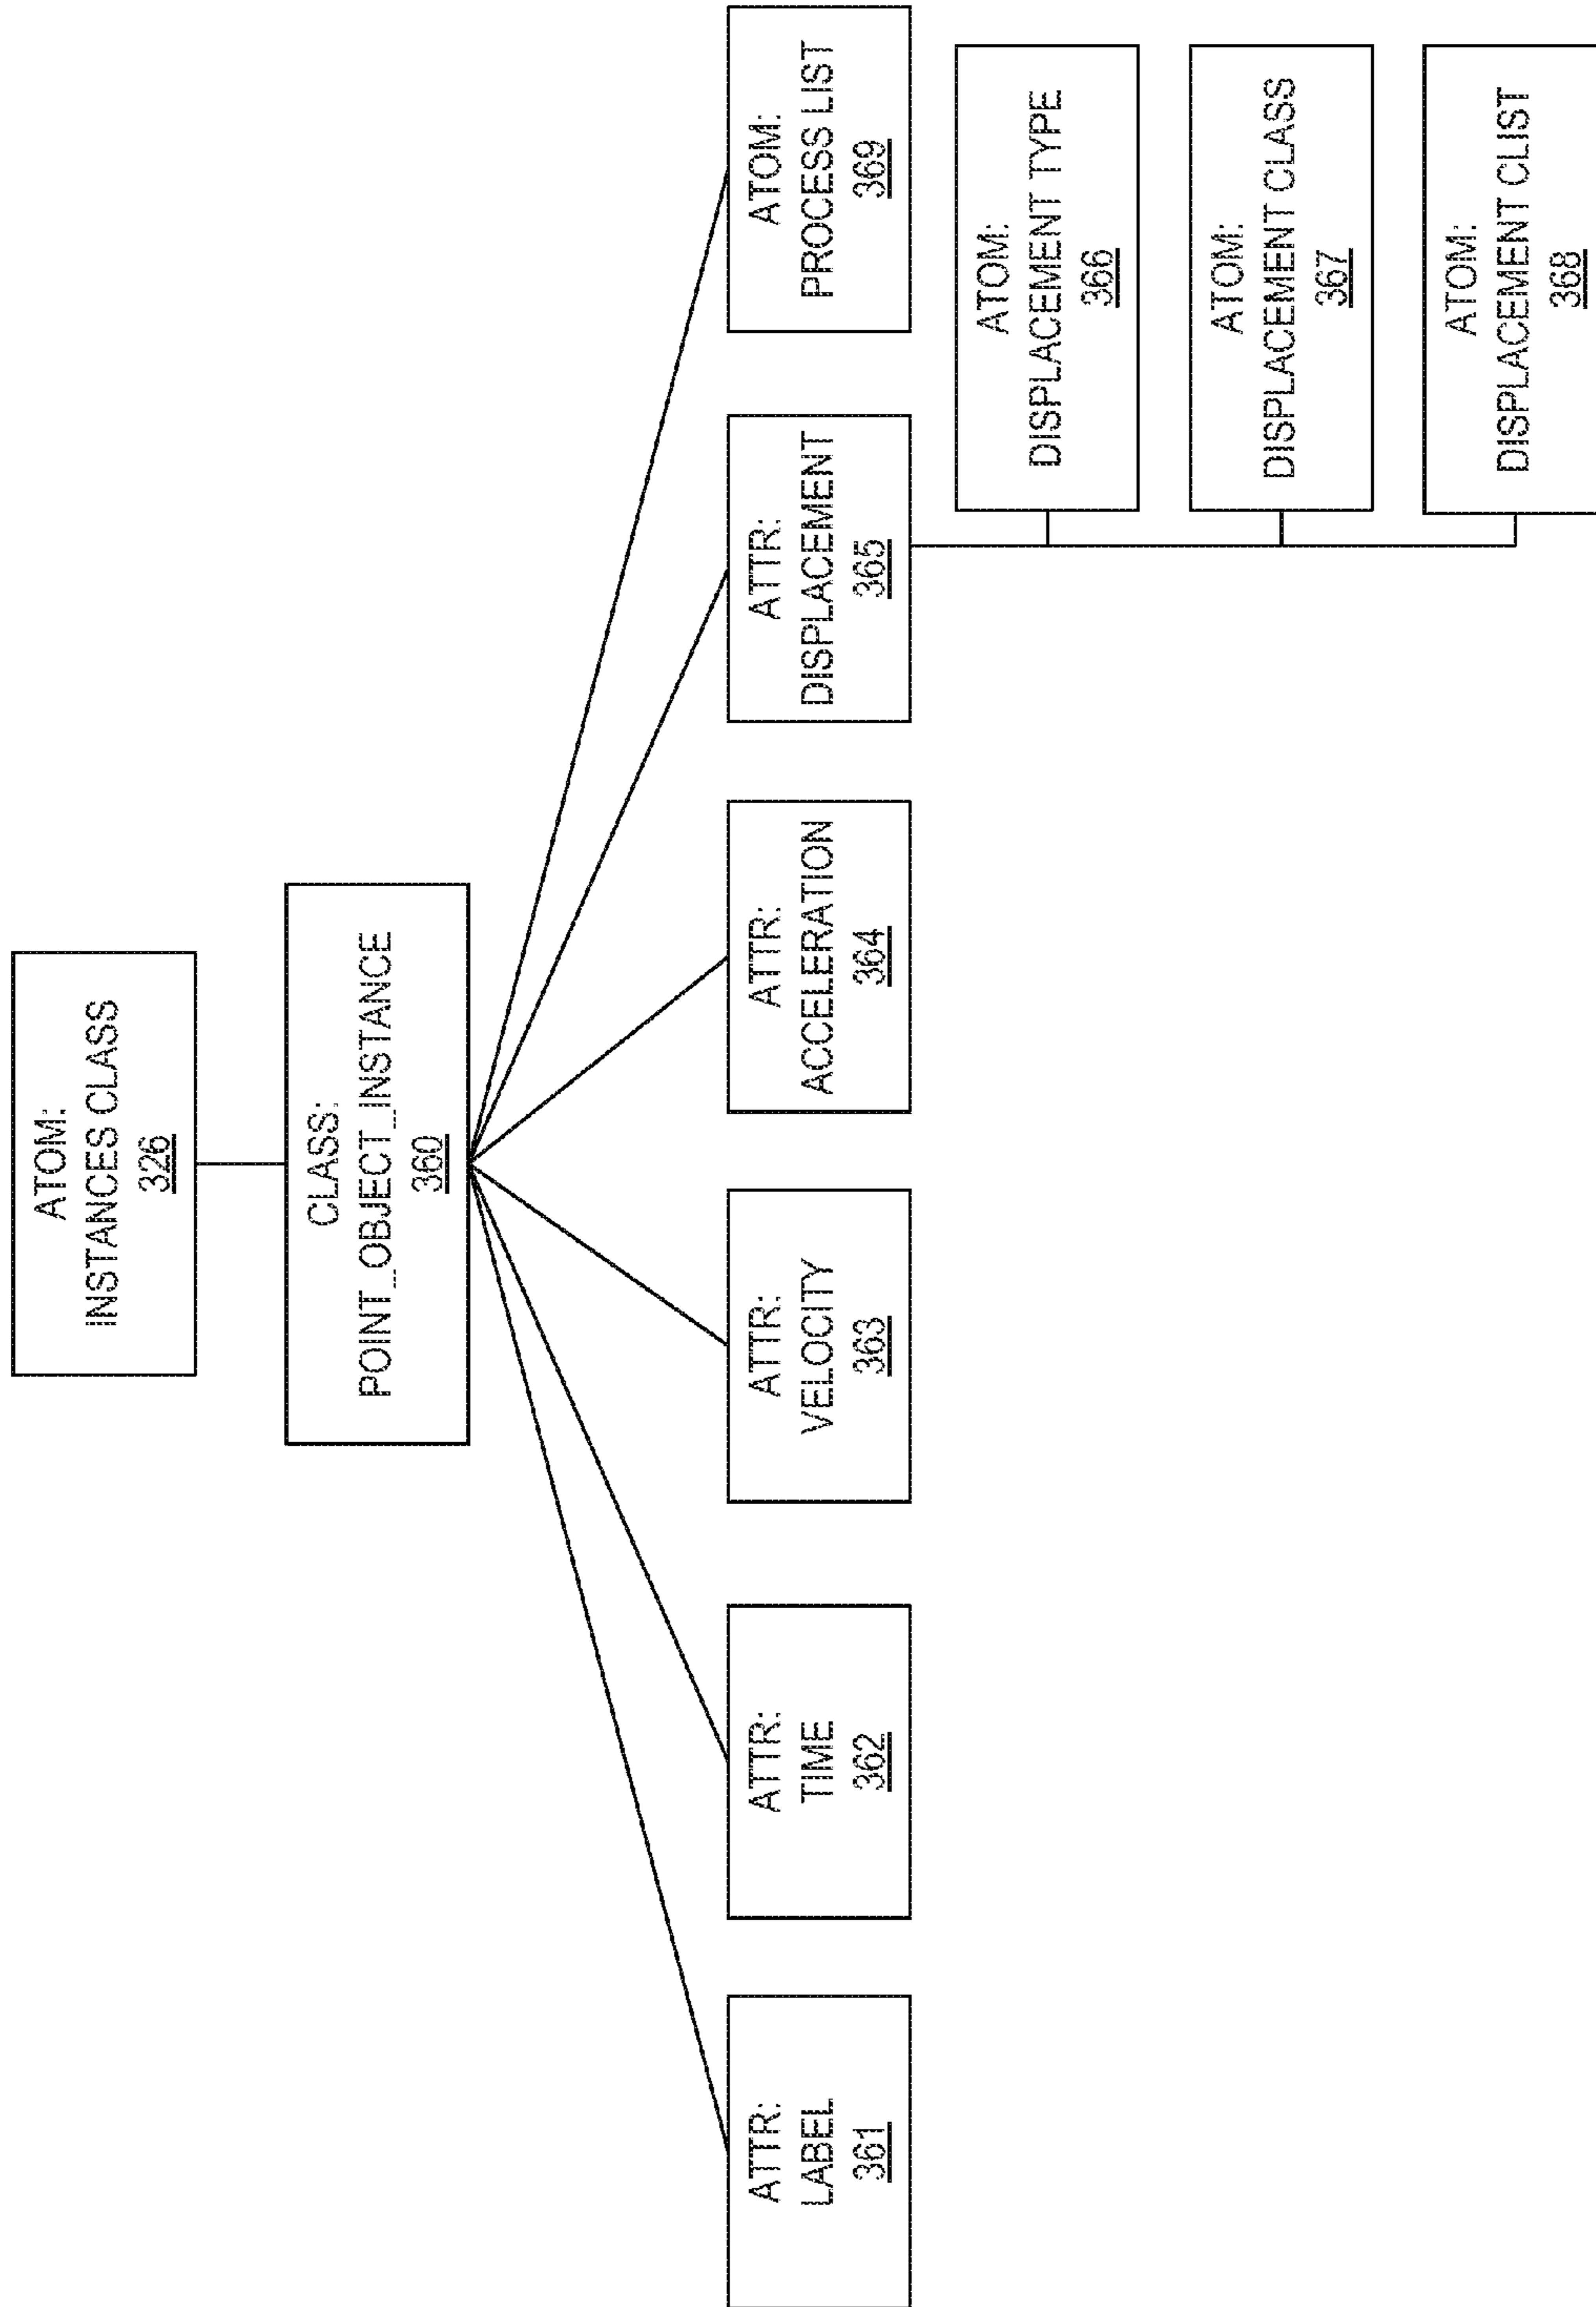 ATOM:
INSTANCES CLASS
326
CLASS:
POINT_OBJECT_INSTANCE
360
ATTR:
LABEL
361
ATTR:
TIME
362
ATTR:
VELOCITY
363
ATTR:
ACCELERATION
364
ATTR:
DISPLACEMENT
365
ATOM:
PROCESS LIST
369
ATOM:
DISPLACEMENT TYPE
366
ATOM:
DISPLACEMENT CLASS
367
ATOM:
DISPLACEMENT CLIST
368